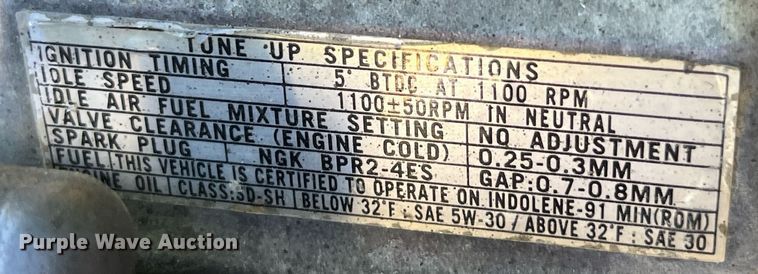 TUNE UP SPECIFICATIONS
IGNITION TIMING 5° BTDC AT 1100 RPM
IDLE SPEED 1100±50RPM IN NEUTRAL
IDLE AIR FUEL MIXTURE SETTING NO ADJUSTMENT
VALVE CLEARANCE (ENGINE COLD) 0.25-0.3MM
SPARK PLUG NGK BPR2-4ES GAP:0.7-0.8MM
FUEL: THIS VEHICLE IS CERTIFIED TO OPERATE ON INDOLENE-91 MIN(ROM)
ENGINE OIL CLASS:SD-SH BELOW 32°F : SAE 5W-30 / ABOVE 32°F : SAE 30
Purple Wave Auction